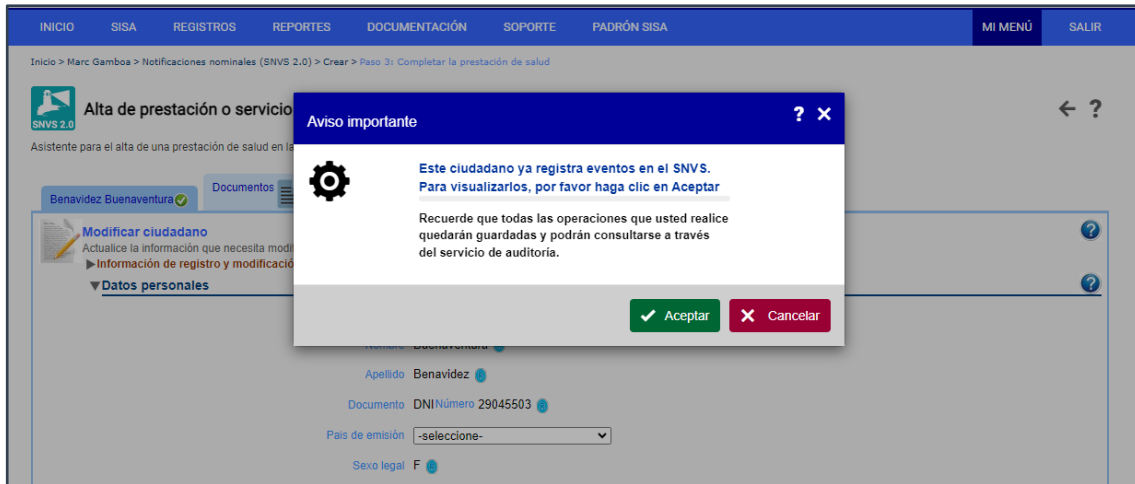 INICIO SISA REGISTROS REPORTES DOCUMENTACIÓN SOPORTE PADRÓN SISA MI MENÚ SALIR
Inicio > Marc Gamboa > Notificaciones nominales (SNVS 2.0) > Crear > Paso 3: Completar la prestación de salud
SNVS 2.0
Alta de prestación o servicio
Asistente para el alta de una prestación de salud en la
Benavidez Buenaventura
Documentos
Modificar ciudadano
Actualice la información que necesita modi
Información de registro y modificació
Datos personales
Aviso importante
Este ciudadano ya registra eventos en el SNVS.
Para visualizarlos, por favor haga clic en Aceptar
Recuerde que todas las operaciones que usted realice
quedarán guardadas y podrán consultarse a través
del servicio de auditoría.
Aceptar Cancelar
Nombre Buenaventura
Apellido Benavidez
Documento DNI Número 29045503
Pais de emisión -seleccione-
Sexo legal F